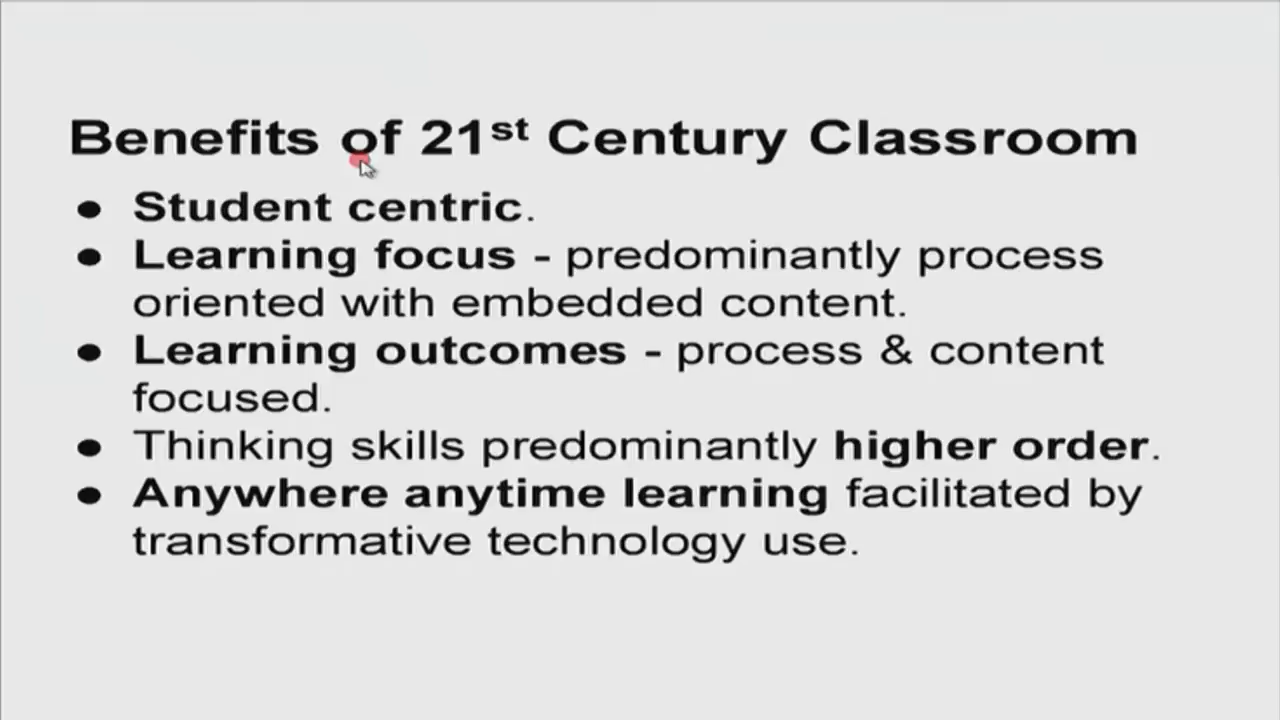 Benefits of 21st Century Classroom
● Student centric.
● Learning focus - predominantly process
oriented with embedded content.
● Learning outcomes - process & content
focused.
● Thinking skills predominantly higher order.
● Anywhere anytime learning facilitated by
transformative technology use.